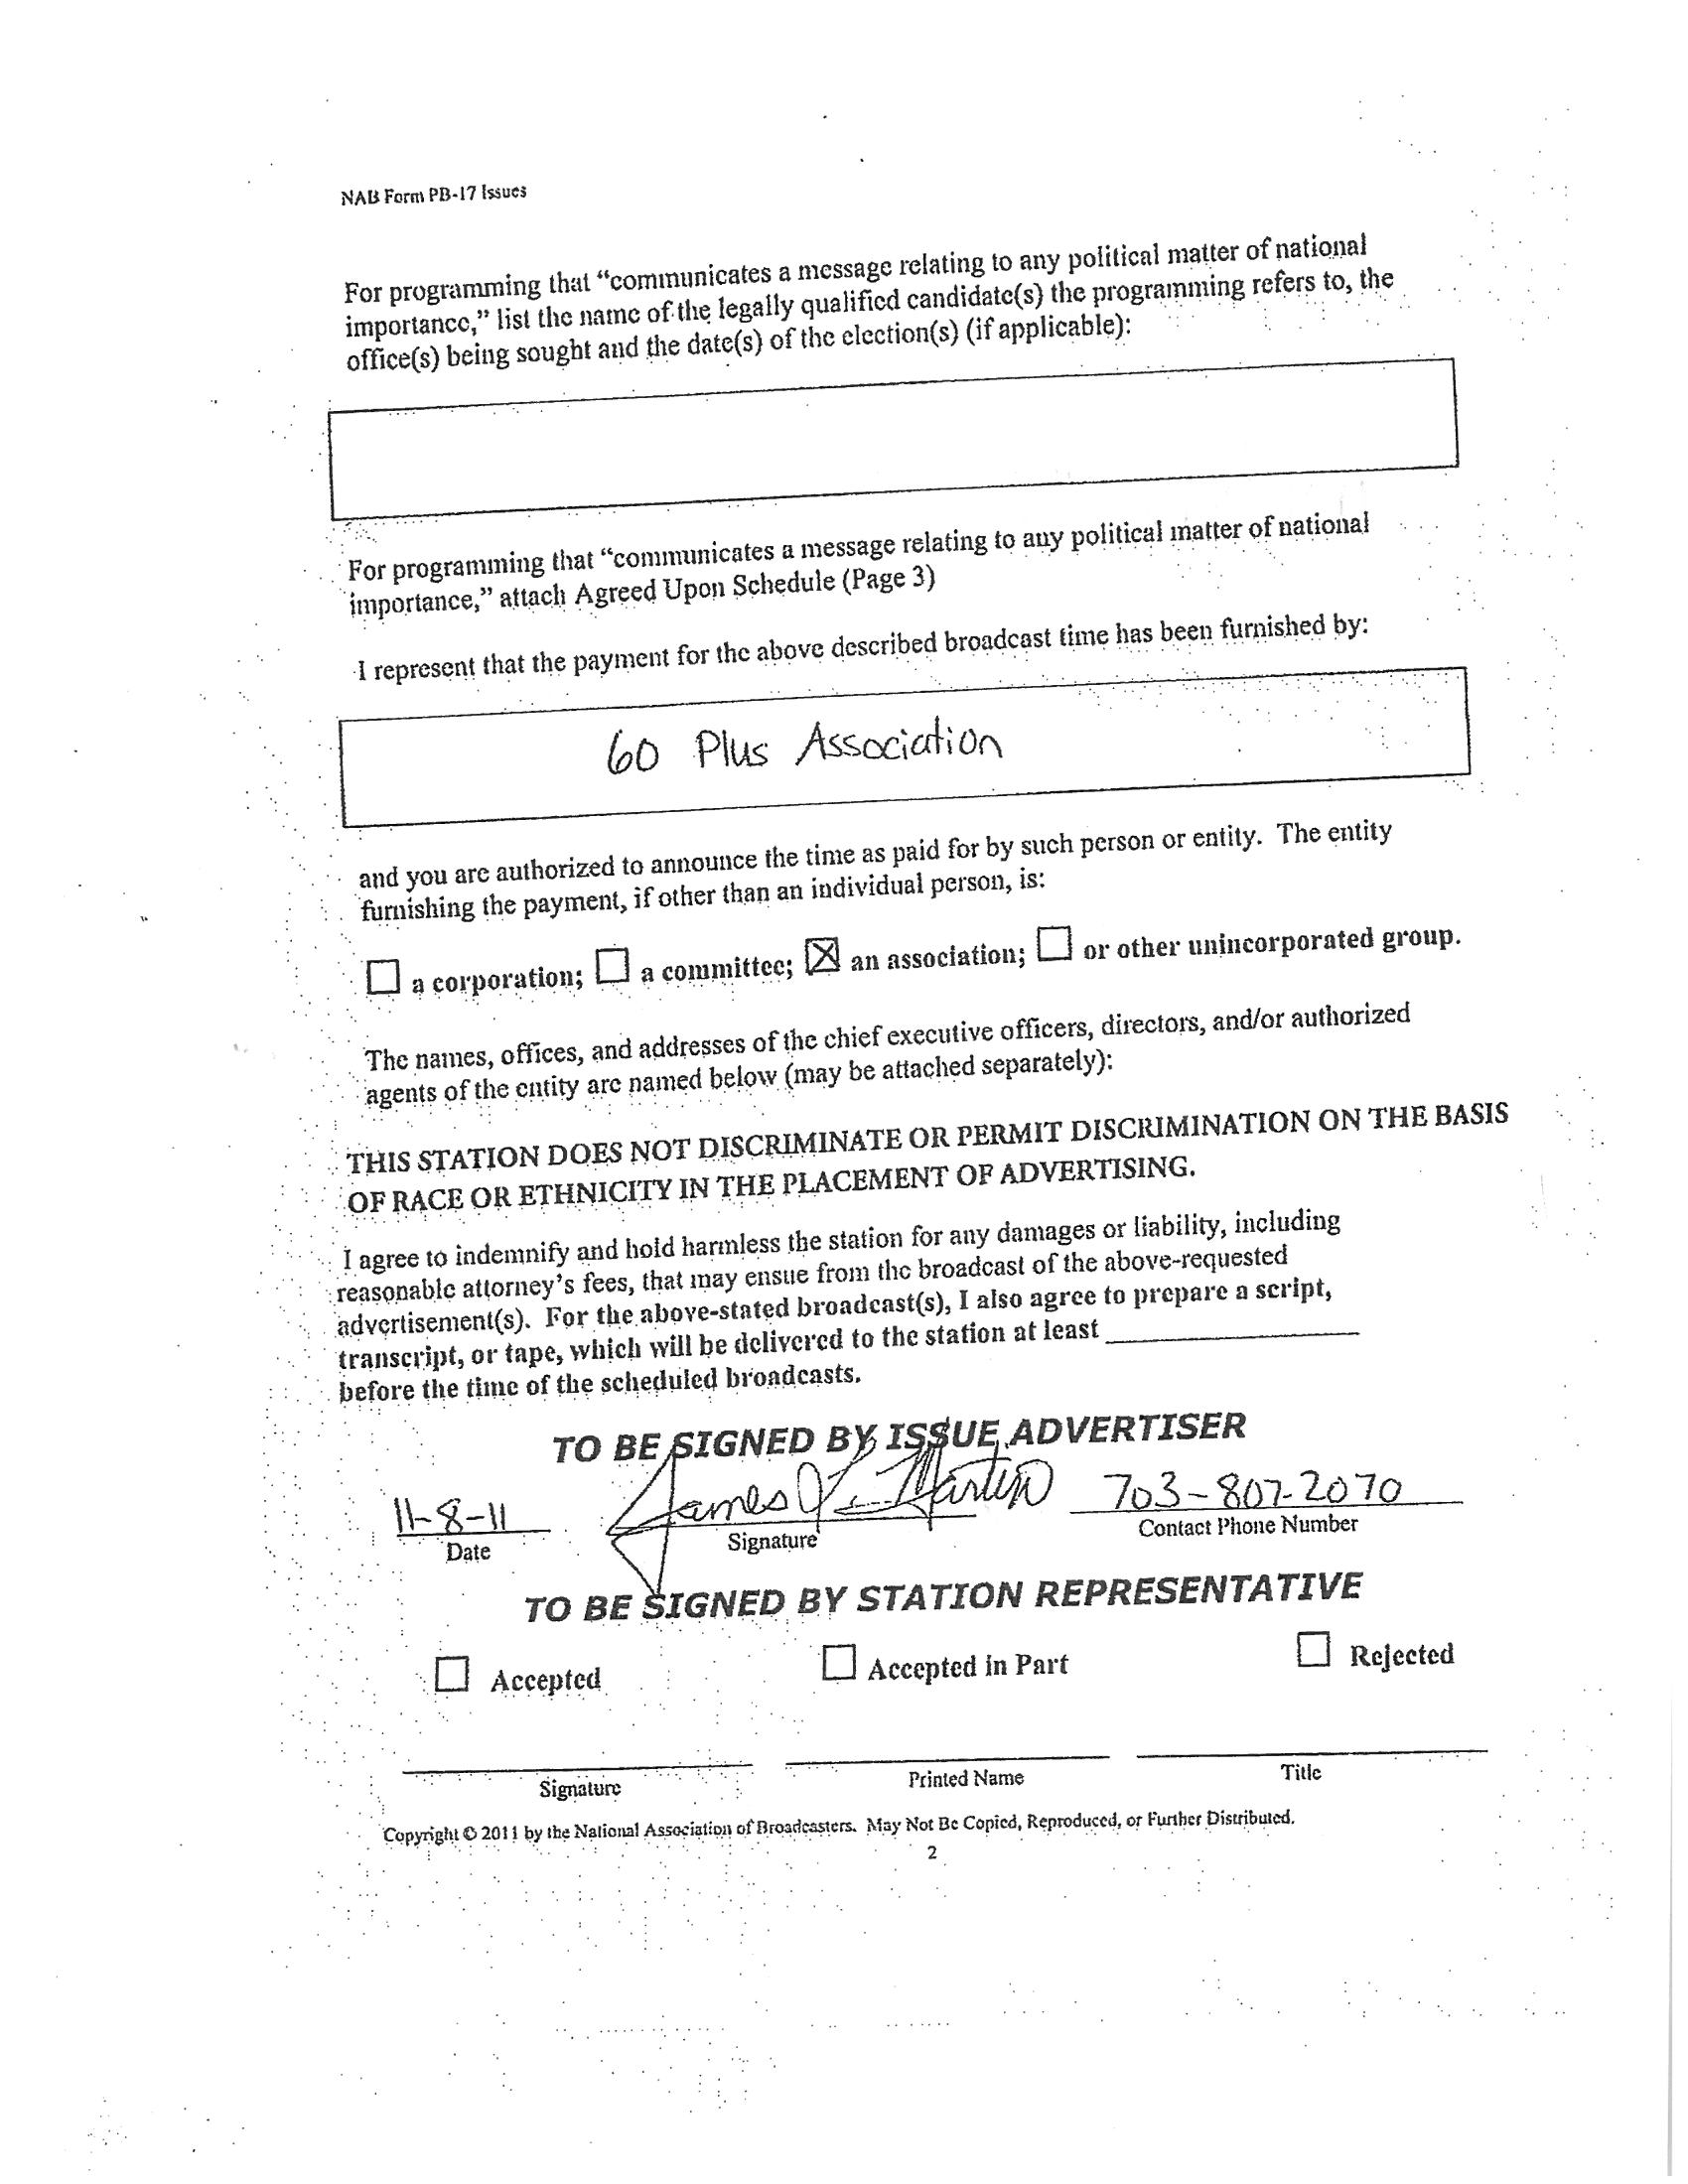 NAB Form PB-17 Issues
For programming that “communicates a message relating to any political matter of national
importance,” list the name of the legally qualified candidate(s) the programming refers to, the
office(s) being sought and the date(s) of the election(s) (if applicable):
For programming that “communicates a message relating to any political matter of national
importance,” attach Agreed Upon Schedule (Page 3)
I represent that the payment for the above described broadcast time has been furnished by:
60 Plus Association
and you are authorized to announce the time as paid for by such person or entity. The entity
furnishing the payment, if other than an individual person, is:
☐ a corporation; ☐ a committee; ☒ an association; ☐ or other unincorporated group.
The names, offices, and addresses of the chief executive officers, directors, and/or authorized
agents of the entity are named below (may be attached separately):
THIS STATION DOES NOT DISCRIMINATE OR PERMIT DISCRIMINATION ON THE BASIS
OF RACE OR ETHNICITY IN THE PLACEMENT OF ADVERTISING.
I agree to indemnify and hold harmless the station for any damages or liability, including
reasonable attorney’s fees, that may ensue from the broadcast of the above-requested
advertisement(s). For the above-stated broadcast(s), I also agree to prepare a script,
transcript, or tape, which will be delivered to the station at least ____________
before the time of the scheduled broadcasts.
TO BE SIGNED BY ISSUE ADVERTISER
11-8-11 James L. Martin 703-807-2070
Date Signature Contact Phone Number
TO BE SIGNED BY STATION REPRESENTATIVE
☐ Accepted ☐ Accepted in Part ☐ Rejected
Signature Printed Name Title
Copyright © 2011 by the National Association of Broadcasters. May Not Be Copied, Reproduced, or Further Distributed.
2